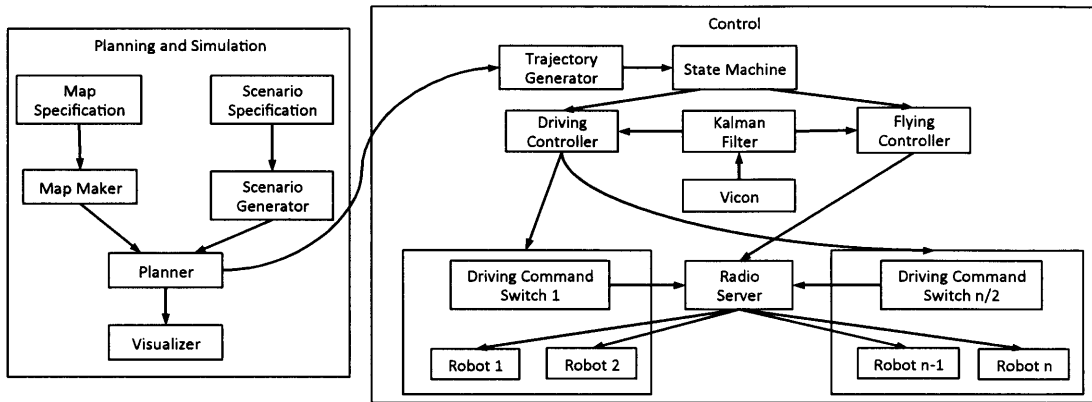 Planning and Simulation
Map
Specification
Scenario
Specification
Map Maker
Scenario
Generator
Planner
Visualizer
Control
Trajectory
Generator
State Machine
Driving
Controller
Kalman
Filter
Flying
Controller
Vicon
Driving Command
Switch 1
Radio
Server
Driving Command
Switch n/2
Robot 1
Robot 2
Robot n-1
Robot n